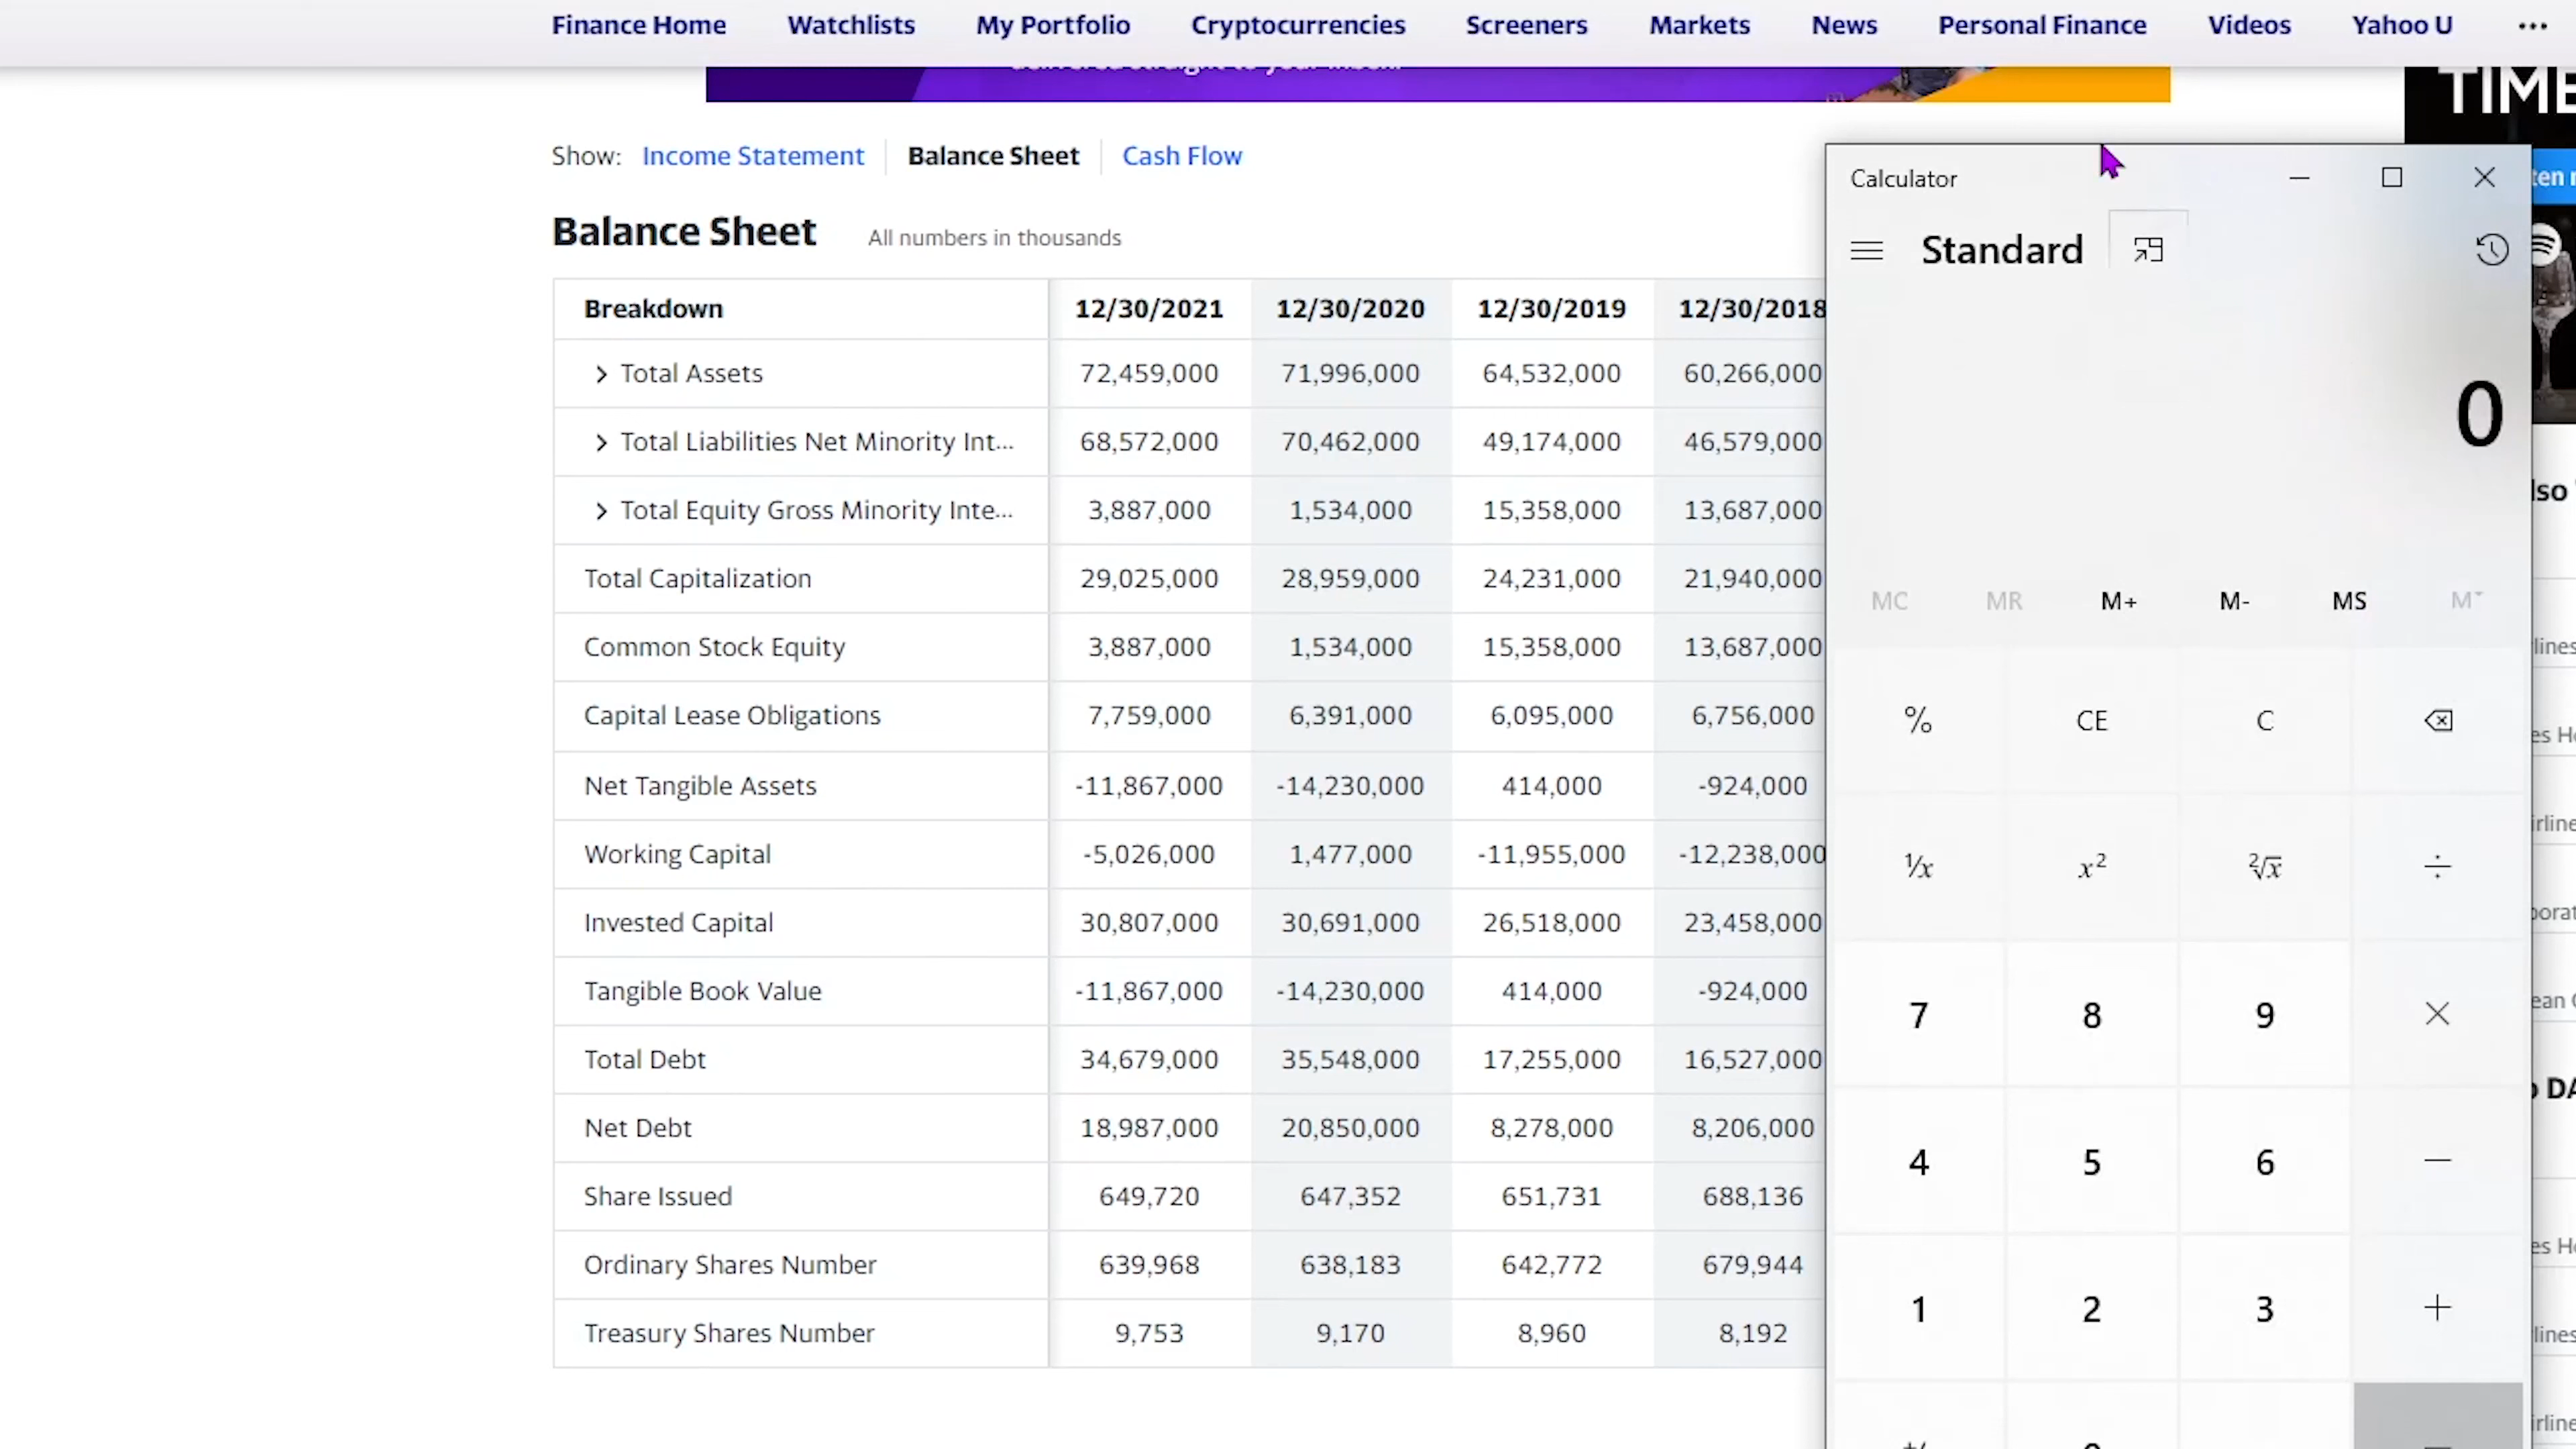 Finance Home Watchlists My Portfolio Cryptocurrencies Screeners Markets News Personal Finance Videos Yahoo U ...
TIME
Show: Income Statement Balance Sheet Cash Flow
Balance Sheet All numbers in thousands
Breakdown 12/30/2021 12/30/2020 12/30/2019 12/30/2018
Total Assets 72,459,000 71,996,000 64,532,000 60,266,000
Total Liabilities Net Minority Int... 68,572,000 70,462,000 49,174,000 46,579,000
Total Equity Gross Minority Inte... 3,887,000 1,534,000 15,358,000 13,687,000
Total Capitalization 29,025,000 28,959,000 24,231,000 21,940,000
Common Stock Equity 3,887,000 1,534,000 15,358,000 13,687,000
Capital Lease Obligations 7,759,000 6,391,000 6,095,000 6,756,000
Net Tangible Assets -11,867,000 -14,230,000 414,000 -924,000
Working Capital -5,026,000 1,477,000 -11,955,000 -12,238,000
Invested Capital 30,807,000 30,691,000 26,518,000 23,458,000
Tangible Book Value -11,867,000 -14,230,000 414,000 -924,000
Total Debt 34,679,000 35,548,000 17,255,000 16,527,000
Net Debt 18,987,000 20,850,000 8,278,000 8,206,000
Share Issued 649,720 647,352 651,731 688,136
Ordinary Shares Number 639,968 638,183 642,772 679,944
Treasury Shares Number 9,753 9,170 8,960 8,192
Calculator
Standard
0
MC MR M+ M- MS M˅
% CE C
⅟x x² ²√x ÷
7 8 9 ×
4 5 6 −
1 2 3 +